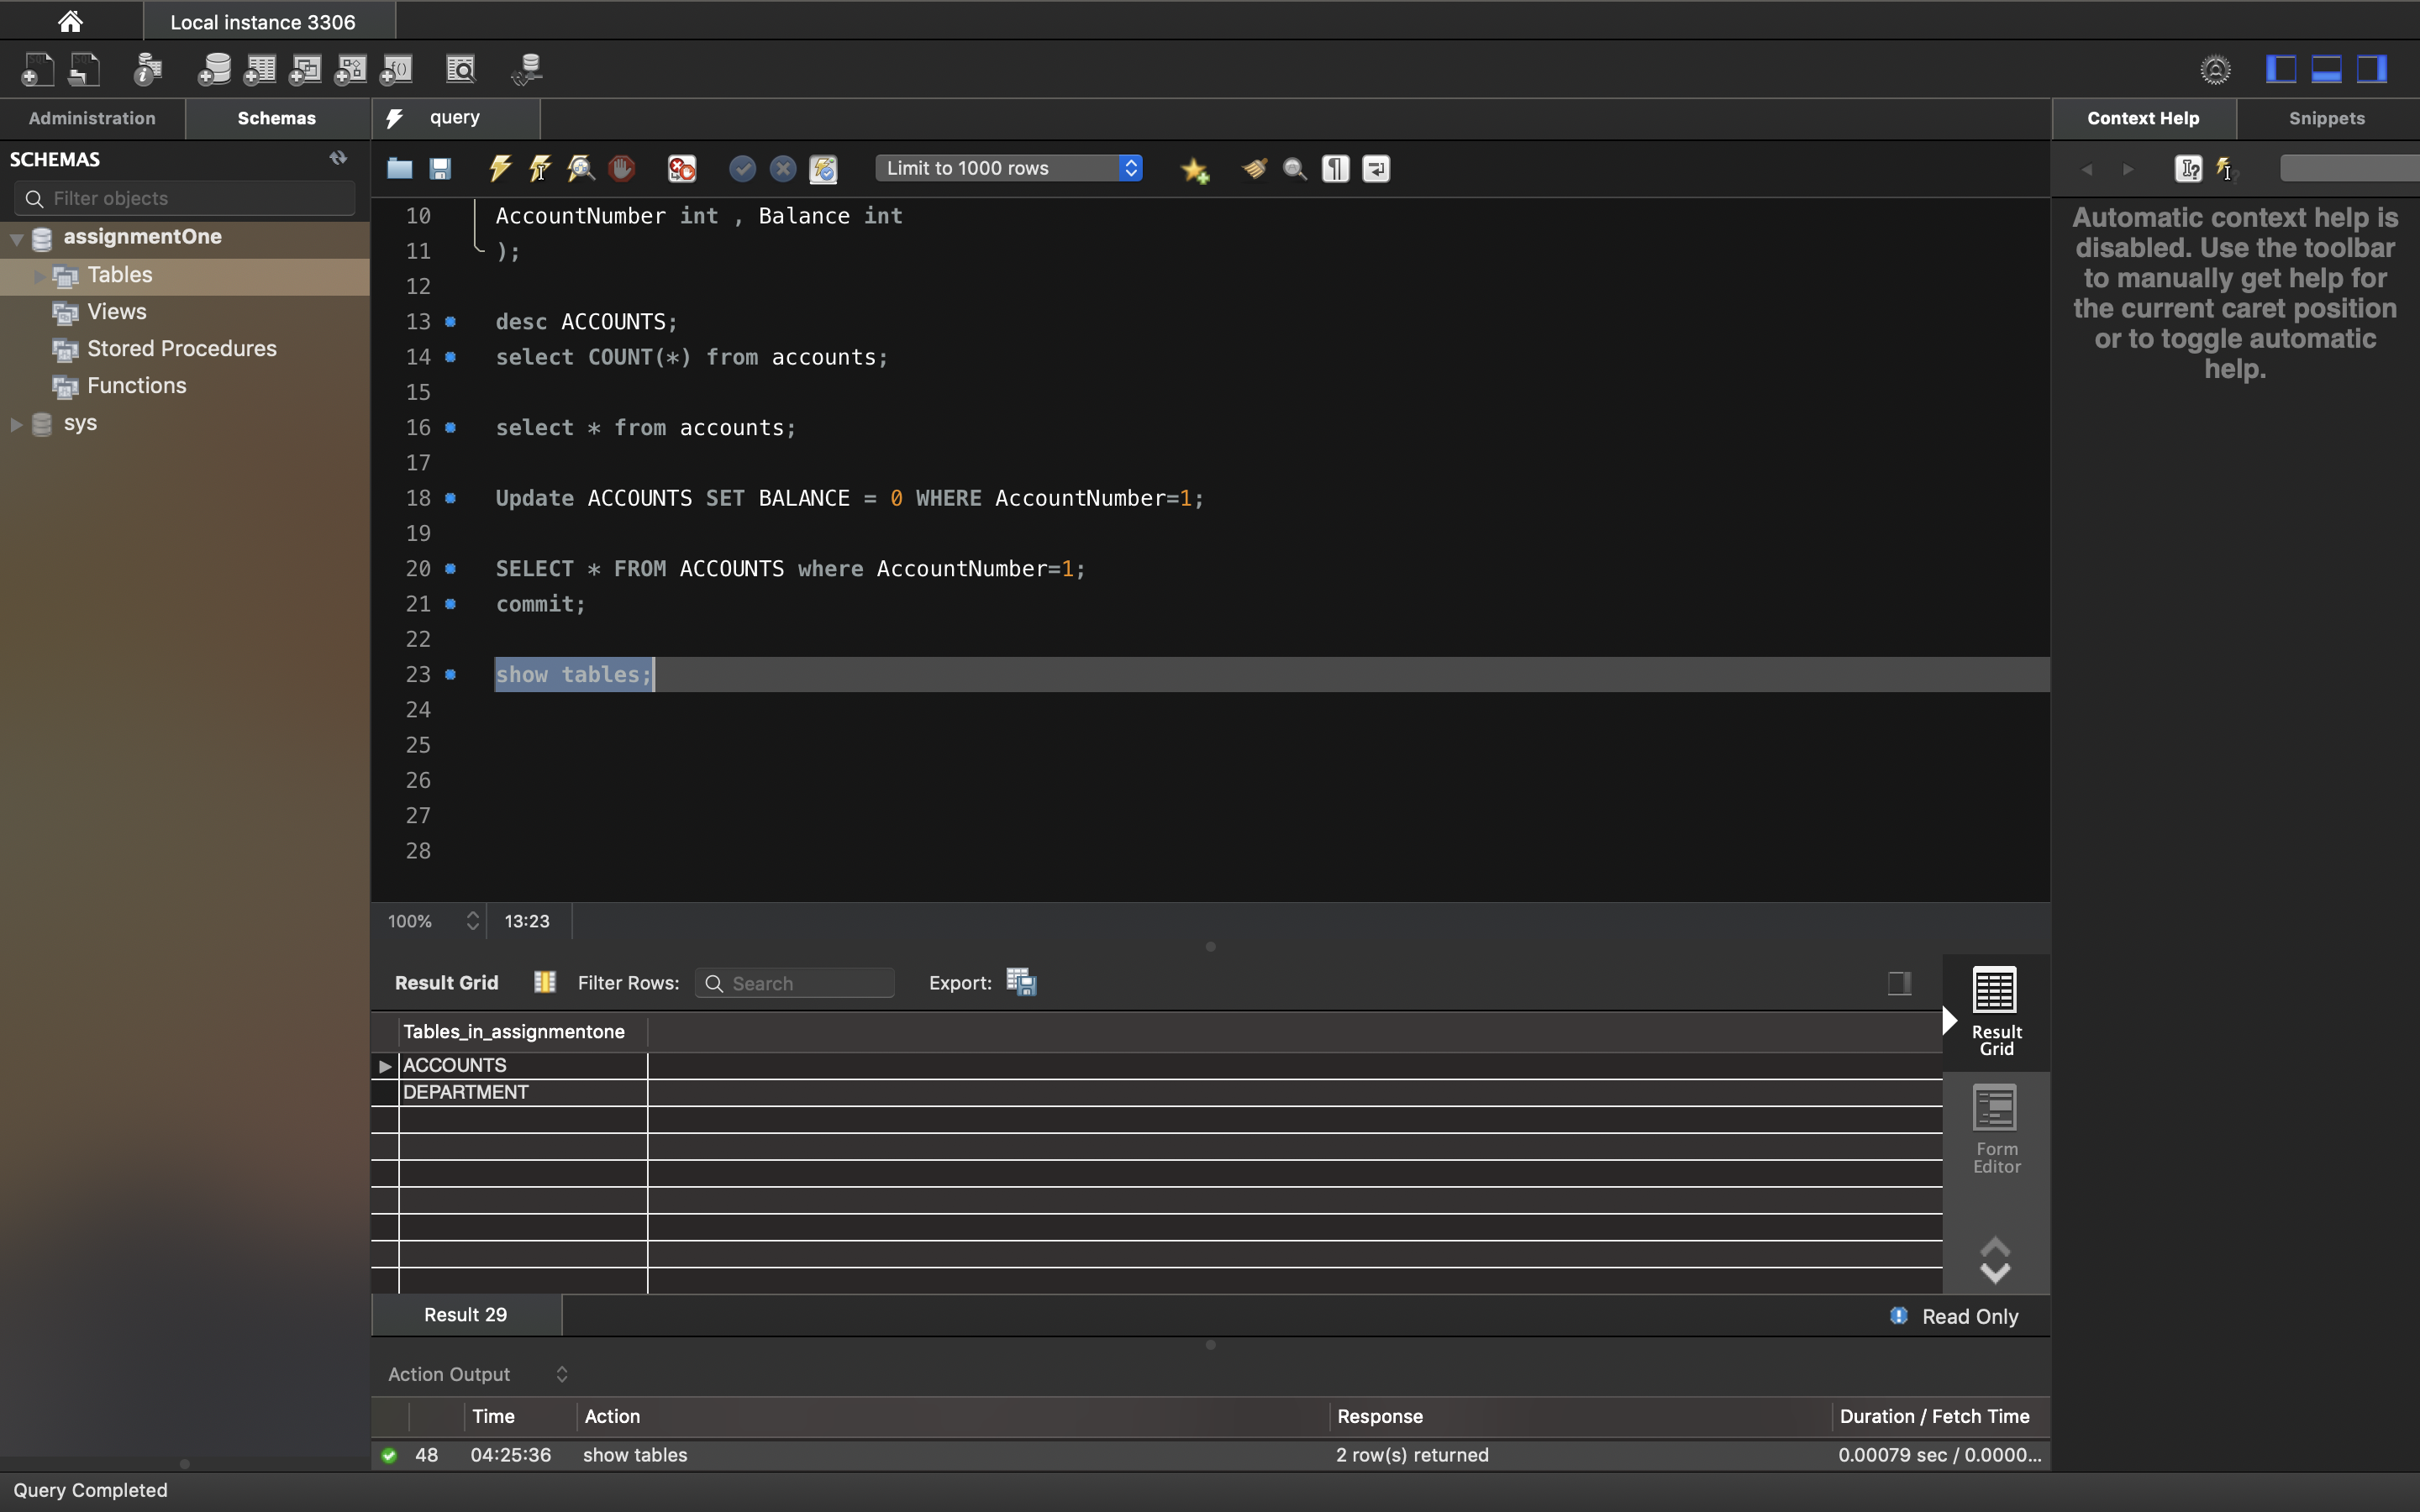 Local instance 3306
Administration
Schemas
query
Context Help
Snippets
SCHEMAS
Filter objects
assignmentOne
Tables
Views
Stored Procedures
Functions
sys
Limit to 1000 rows
10 AccountNumber int , Balance int
11 );
12
13 desc ACCOUNTS;
14 select COUNT(*) from accounts;
15
16 select * from accounts;
17
18 Update ACCOUNTS SET BALANCE = 0 WHERE AccountNumber=1;
19
20 SELECT * FROM ACCOUNTS where AccountNumber=1;
21 commit;
22
23 show tables;
24
25
26
27
28
Automatic context help is
disabled. Use the toolbar
to manually get help for
the current caret position
or to toggle automatic
help.
100%
13:23
Result Grid
Filter Rows:
Search
Export:
Tables_in_assignmentone
ACCOUNTS
DEPARTMENT
Result
Grid
Form
Editor
Result 29
Read Only
Action Output
Time Action Response Duration / Fetch Time
48 04:25:36 show tables 2 row(s) returned 0.00079 sec / 0.0000...
Query Completed